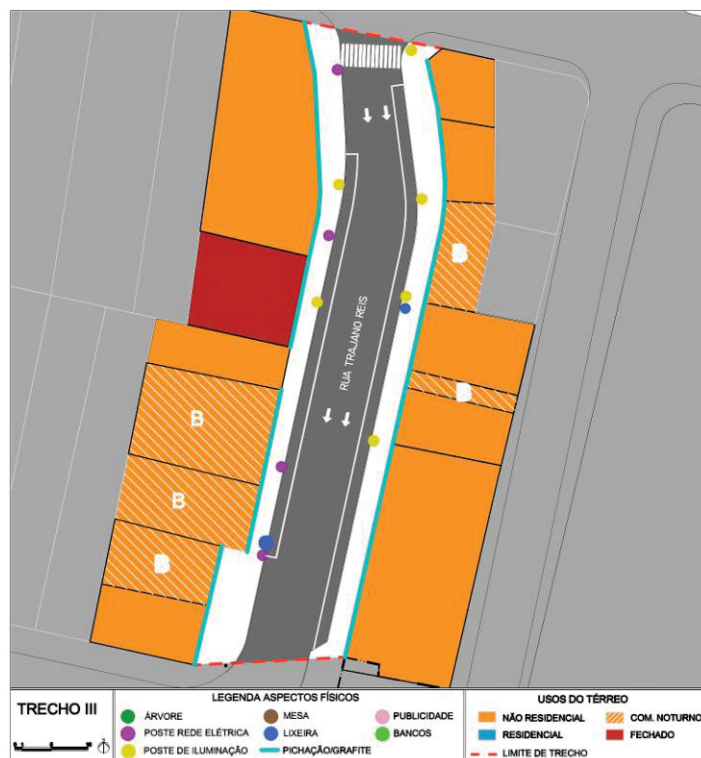 B
B
RUA TRAJANO REIS
B
B
B
TRECHO III
LEGENDA ASPECTOS FÍSICOS
ÁRVORE
MESA
PUBLICIDADE
POSTE REDE ELÉTRICA
LIXEIRA
BANCOS
POSTE DE ILUMINAÇÃO
PICHAÇÃO/GRAFITE
USOS DO TÉRREO
NÃO RESIDENCIAL
COM. NOTURNO
RESIDENCIAL
FECHADO
LIMITE DE TRECHO